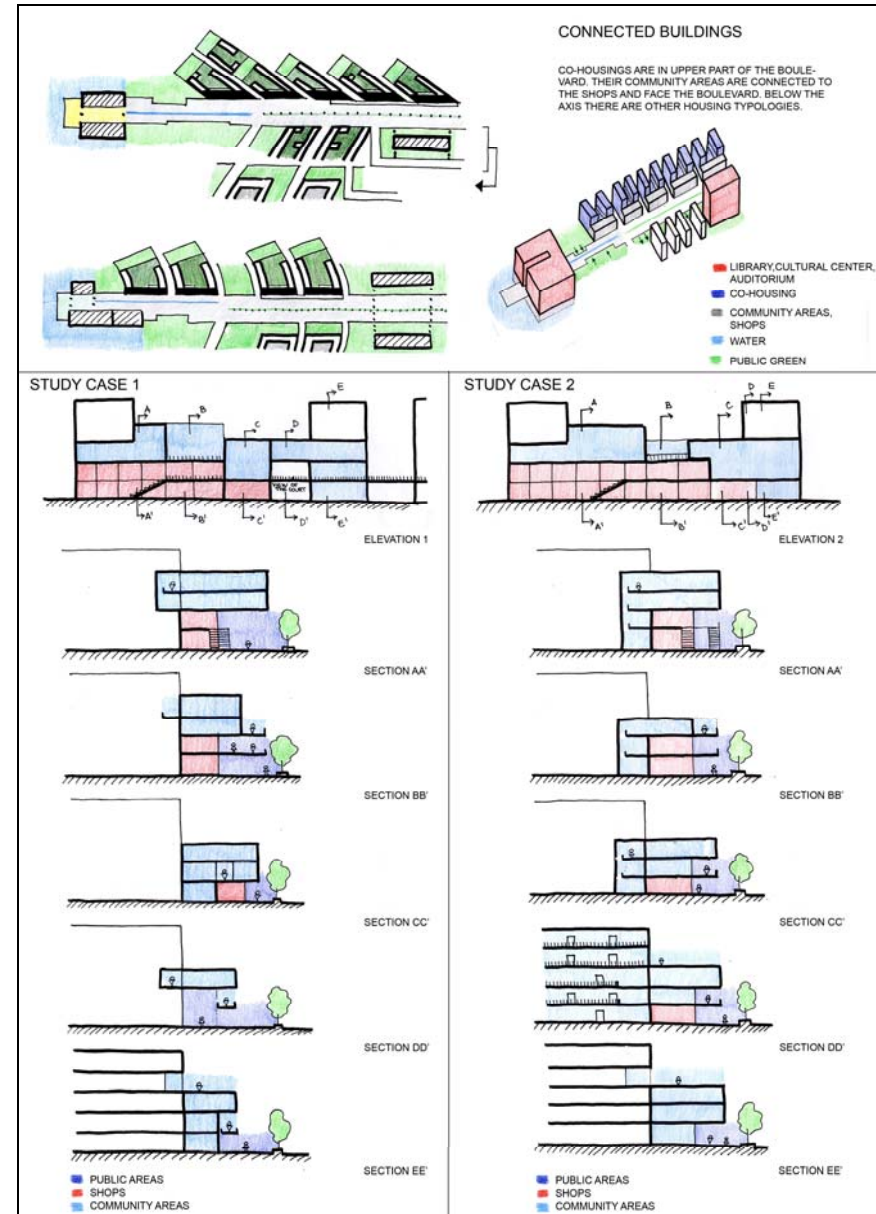 CONNECTED BUILDINGS
CO-HOUSINGS ARE IN UPPER PART OF THE BOULE-
VARD. THEIR COMMUNITY AREAS ARE CONNECTED TO
THE SHOPS AND FACE THE BOULEVARD. BELOW THE
AXIS THERE ARE OTHER HOUSING TYPOLOGIES.
LIBRARY,CULTURAL CENTER,
AUDITORIUM
CO-HOUSING
COMMUNITY AREAS,
SHOPS
WATER
PUBLIC GREEN
STUDY CASE 1
A
B
C
D
E
VIEW OF
THE COURT
A'
B'
C'
D'
E'
ELEVATION 1
SECTION AA'
SECTION BB'
SECTION CC'
SECTION DD'
SECTION EE'
PUBLIC AREAS
SHOPS
COMMUNITY AREAS
STUDY CASE 2
A
B
C
D
E
A'
B'
C'
D'
E'
ELEVATION 2
SECTION AA'
SECTION BB'
SECTION CC'
SECTION DD'
SECTION EE'
PUBLIC AREAS
SHOPS
COMMUNITY AREAS